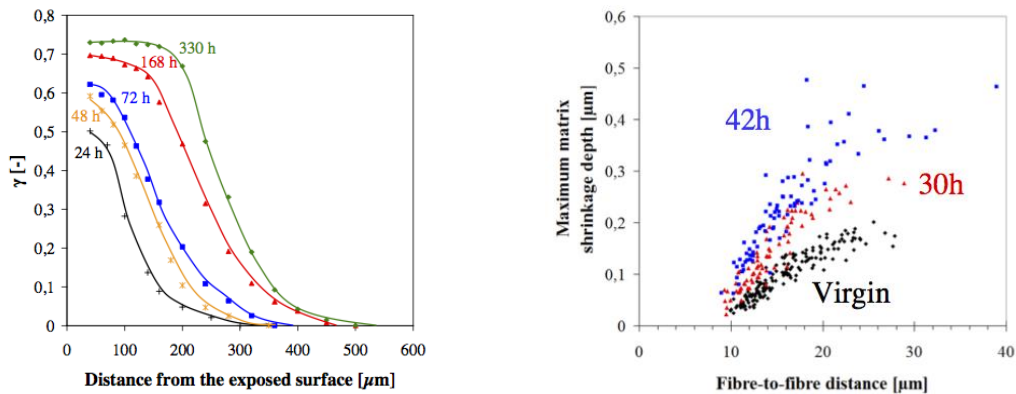 0,8
0,7
0,6
0,5
0,4
0,3
0,2
0,1
0
γ [-]
330 h
168 h
72 h
48 h
24 h
0 100 200 300 400 500 600
Distance from the exposed surface [µm]
0,6
0,5
0,4
0,3
0,2
0,1
0
Maximum matrix
shrinkage depth [µm]
42h
30h
Virgin
0 10 20 30 40
Fibre-to-fibre distance [µm]